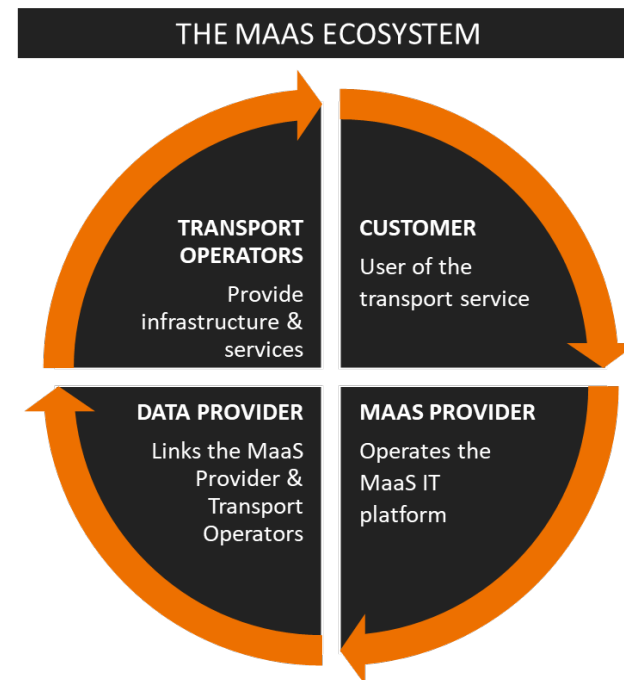 THE MAAS ECOSYSTEM
TRANSPORT
OPERATORS
Provide
infrastructure &
services
CUSTOMER
User of the
transport service
DATA PROVIDER
Links the MaaS
Provider &
Transport
Operators
MAAS PROVIDER
Operates the
MaaS IT
platform